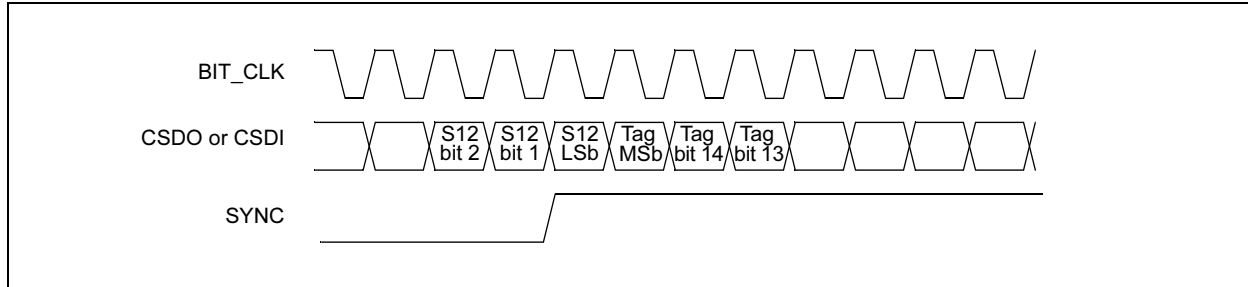 BIT_CLK
CSDO or CSDI
S12 bit 2
S12 bit 1
S12 LSb
Tag MSb
Tag bit 14
Tag bit 13
SYNC